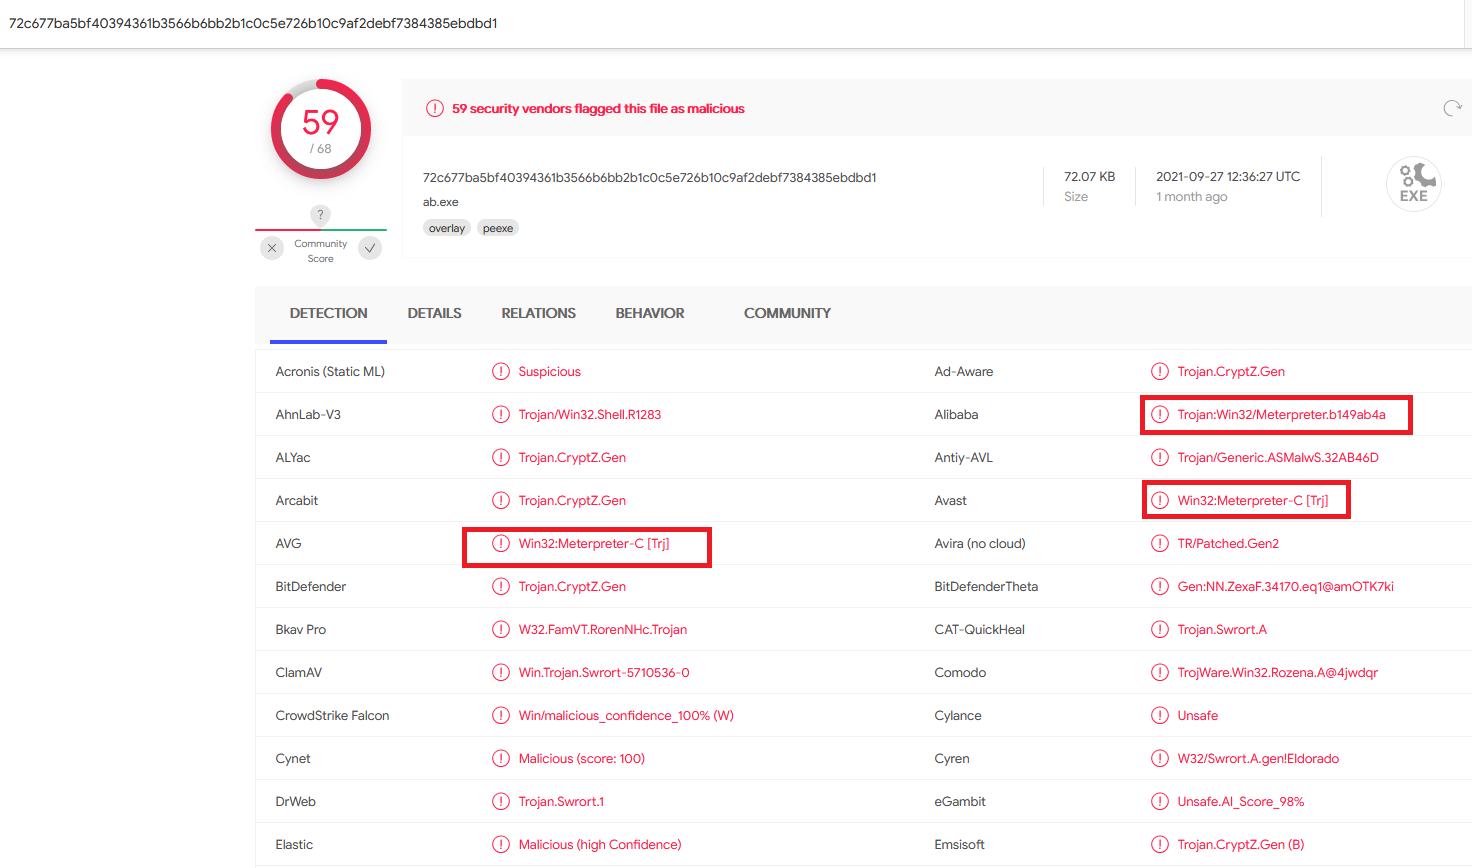 72c677ba5bf40394361b3566b6bb2b1c0c5e726b10c9af2debf7384385ebdbd1
59
/ 68
?
Community
Score
59 security vendors flagged this file as malicious
72c677ba5bf40394361b3566b6bb2b1c0c5e726b10c9af2debf7384385ebdbd1
ab.exe
overlay peexe
72.07 KB
Size
2021-09-27 12:36:27 UTC
1 month ago
EXE
DETECTION DETAILS RELATIONS BEHAVIOR COMMUNITY
Acronis (Static ML) Suspicious Ad-Aware Trojan.CryptZ.Gen
AhnLab-V3 Trojan/Win32.Shell.R1283 Alibaba Trojan:Win32/Meterpreter.b149ab4a
ALYac Trojan.CryptZ.Gen Antiy-AVL Trojan/Generic.ASMalwS.32AB46D
Arcabit Trojan.CryptZ.Gen Avast Win32:Meterpreter-C [Trj]
AVG Win32:Meterpreter-C [Trj] Avira (no cloud) TR/Patched.Gen2
BitDefender Trojan.CryptZ.Gen BitDefenderTheta Gen:NN.ZexaF.34170.eq1@amOTK7ki
Bkav Pro W32.FamVT.RorenNHc.Trojan CAT-QuickHeal Trojan.Swrort.A
ClamAV Win.Trojan.Swrort-5710536-0 Comodo TrojWare.Win32.Rozena.A@4jwdqr
CrowdStrike Falcon Win/malicious_confidence_100% (W) Cylance Unsafe
Cynet Malicious (score: 100) Cyren W32/Swrort.A.gen!Eldorado
DrWeb Trojan.Swrort.1 eGambit Unsafe.AI_Score_98%
Elastic Malicious (high Confidence) Emsisoft Trojan.CryptZ.Gen (B)